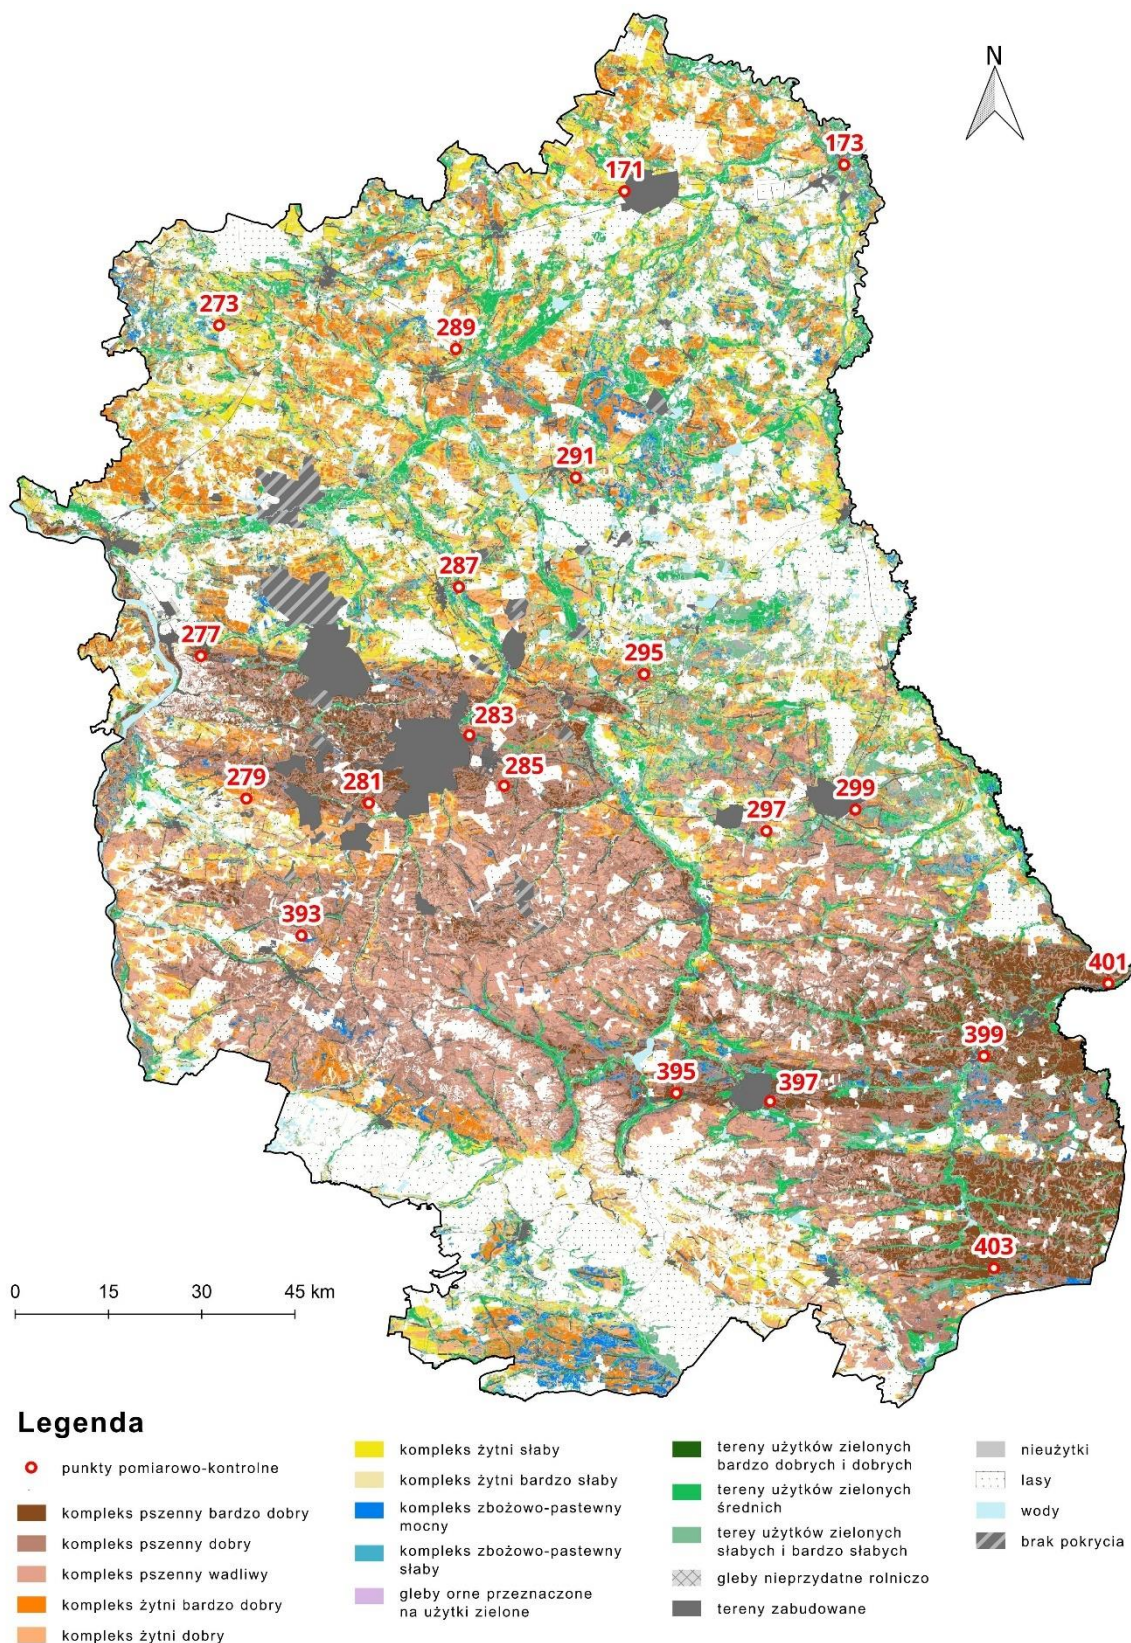 N
173
171
273
289
291
287
277
295
283
285
279
281
299
297
393
401
399
395
397
403
0 15 30 45 km
Legenda
punkty pomiarowo-kontrolne
kompleks pszenny bardzo dobry
kompleks pszenny dobry
kompleks pszenny wadliwy
kompleks żytni bardzo dobry
kompleks żytni dobry
kompleks żytni słaby
kompleks żytni bardzo słaby
kompleks zbożowo-pastewny
mocny
kompleks zbożowo-pastewny
słaby
gleby orne przeznaczone
na użytki zielone
tereny użytków zielonych
bardzo dobrych i dobrych
tereny użytków zielonych
średnich
terey użytków zielonych
słabych i bardzo słabych
gleby nieprzydatne rolniczo
tereny zabudowane
nieużytki
lasy
wody
brak pokrycia